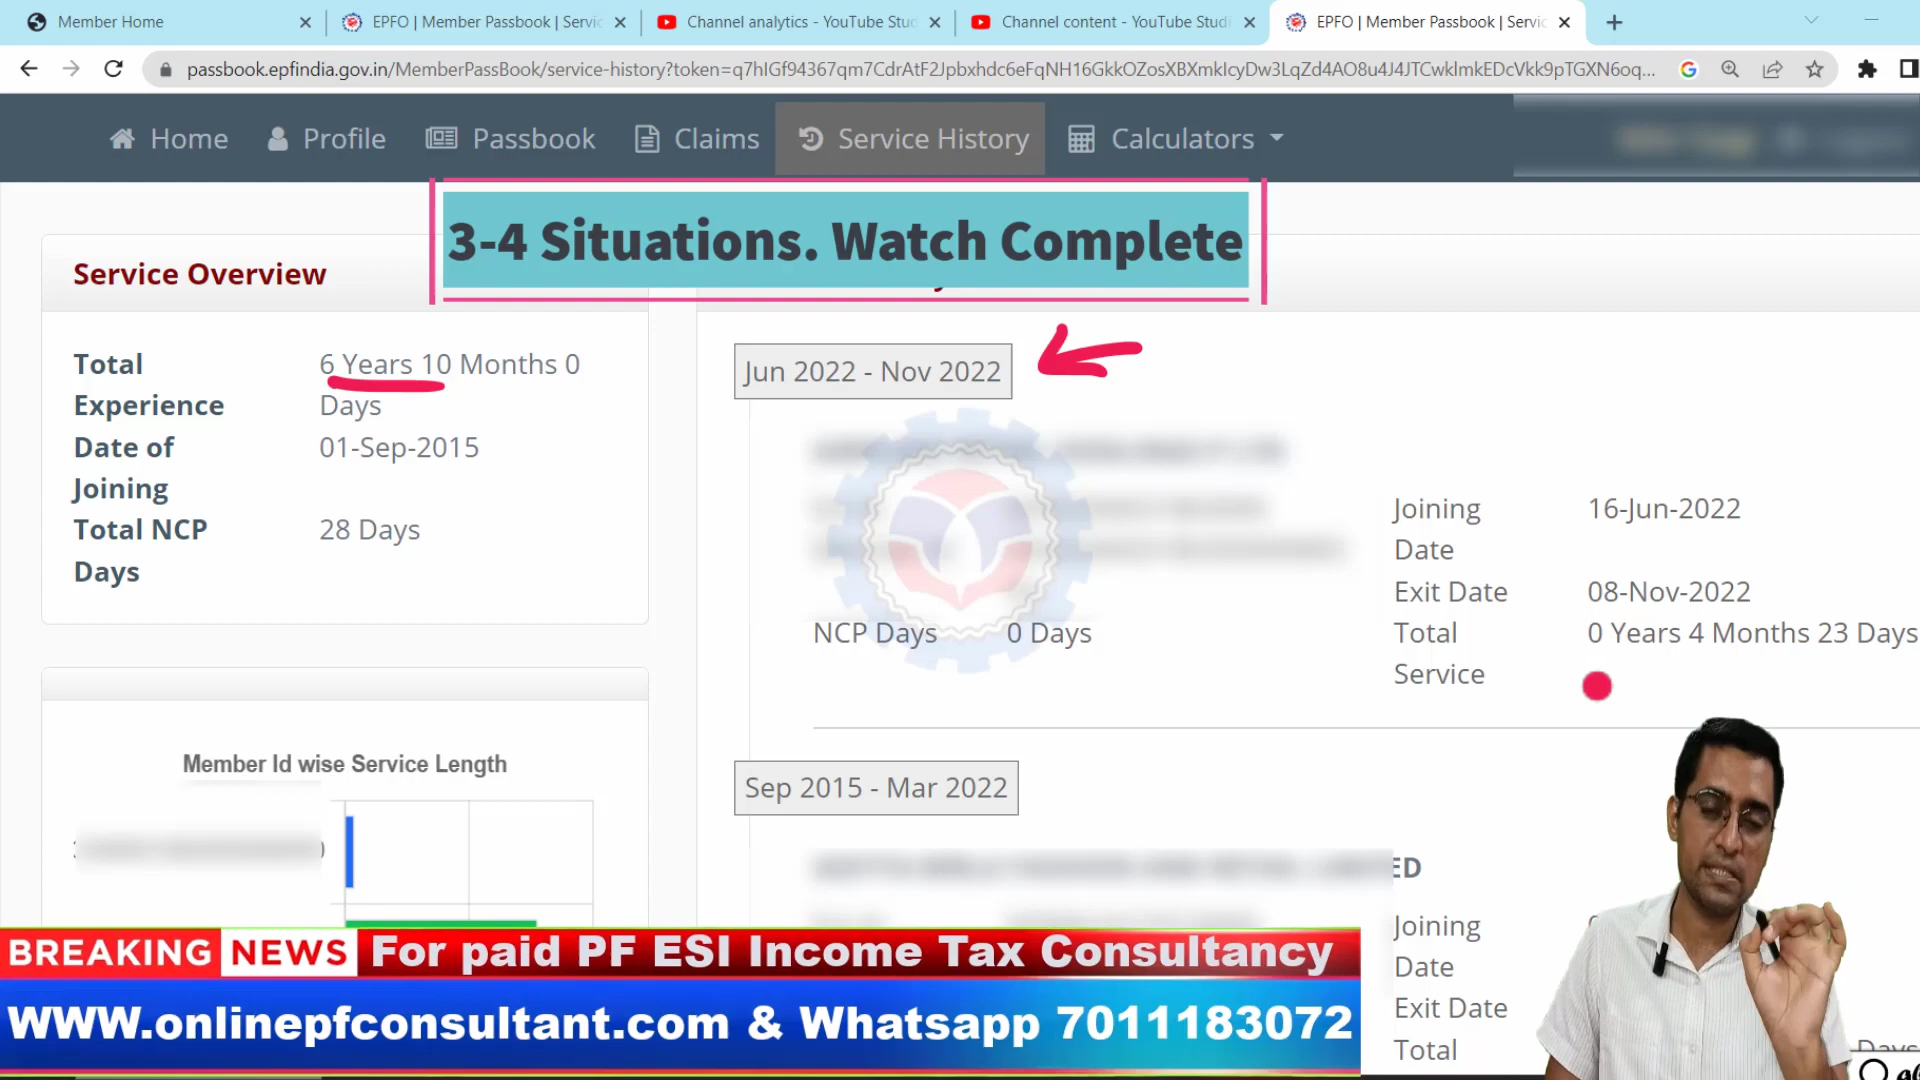 Member Home
EPFO | Member Passbook | Servic
Channel analytics - YouTube Stud
Channel content - YouTube Studi
EPFO | Member Passbook | Servic
passbook.epfindia.gov.in/MemberPassBook/service-history?token=q7hIGf94367qm7CdrAtF2Jpbxhdc6eFqNH16GkkOZosXBXmkIcyDw3LqZd4AO8u4J4JTCwklmkEDcVkk9pTGXN6oq...
Home
Profile
Passbook
Claims
Service History
Calculators
3-4 Situations. Watch Complete
Service Overview
Total Experience
6 Years 10 Months 0 Days
Date of Joining
01-Sep-2015
Total NCP Days
28 Days
Member Id wise Service Length
Jun 2022 - Nov 2022
Joining Date
16-Jun-2022
Exit Date
08-Nov-2022
NCP Days
0 Days
Total Service
0 Years 4 Months 23 Days
Sep 2015 - Mar 2022
ED
Joining Date
Exit Date
Total
Days
BREAKING NEWS
For paid PF ESI Income Tax Consultancy
WWW.onlinepfconsultant.com & Whatsapp 7011183072